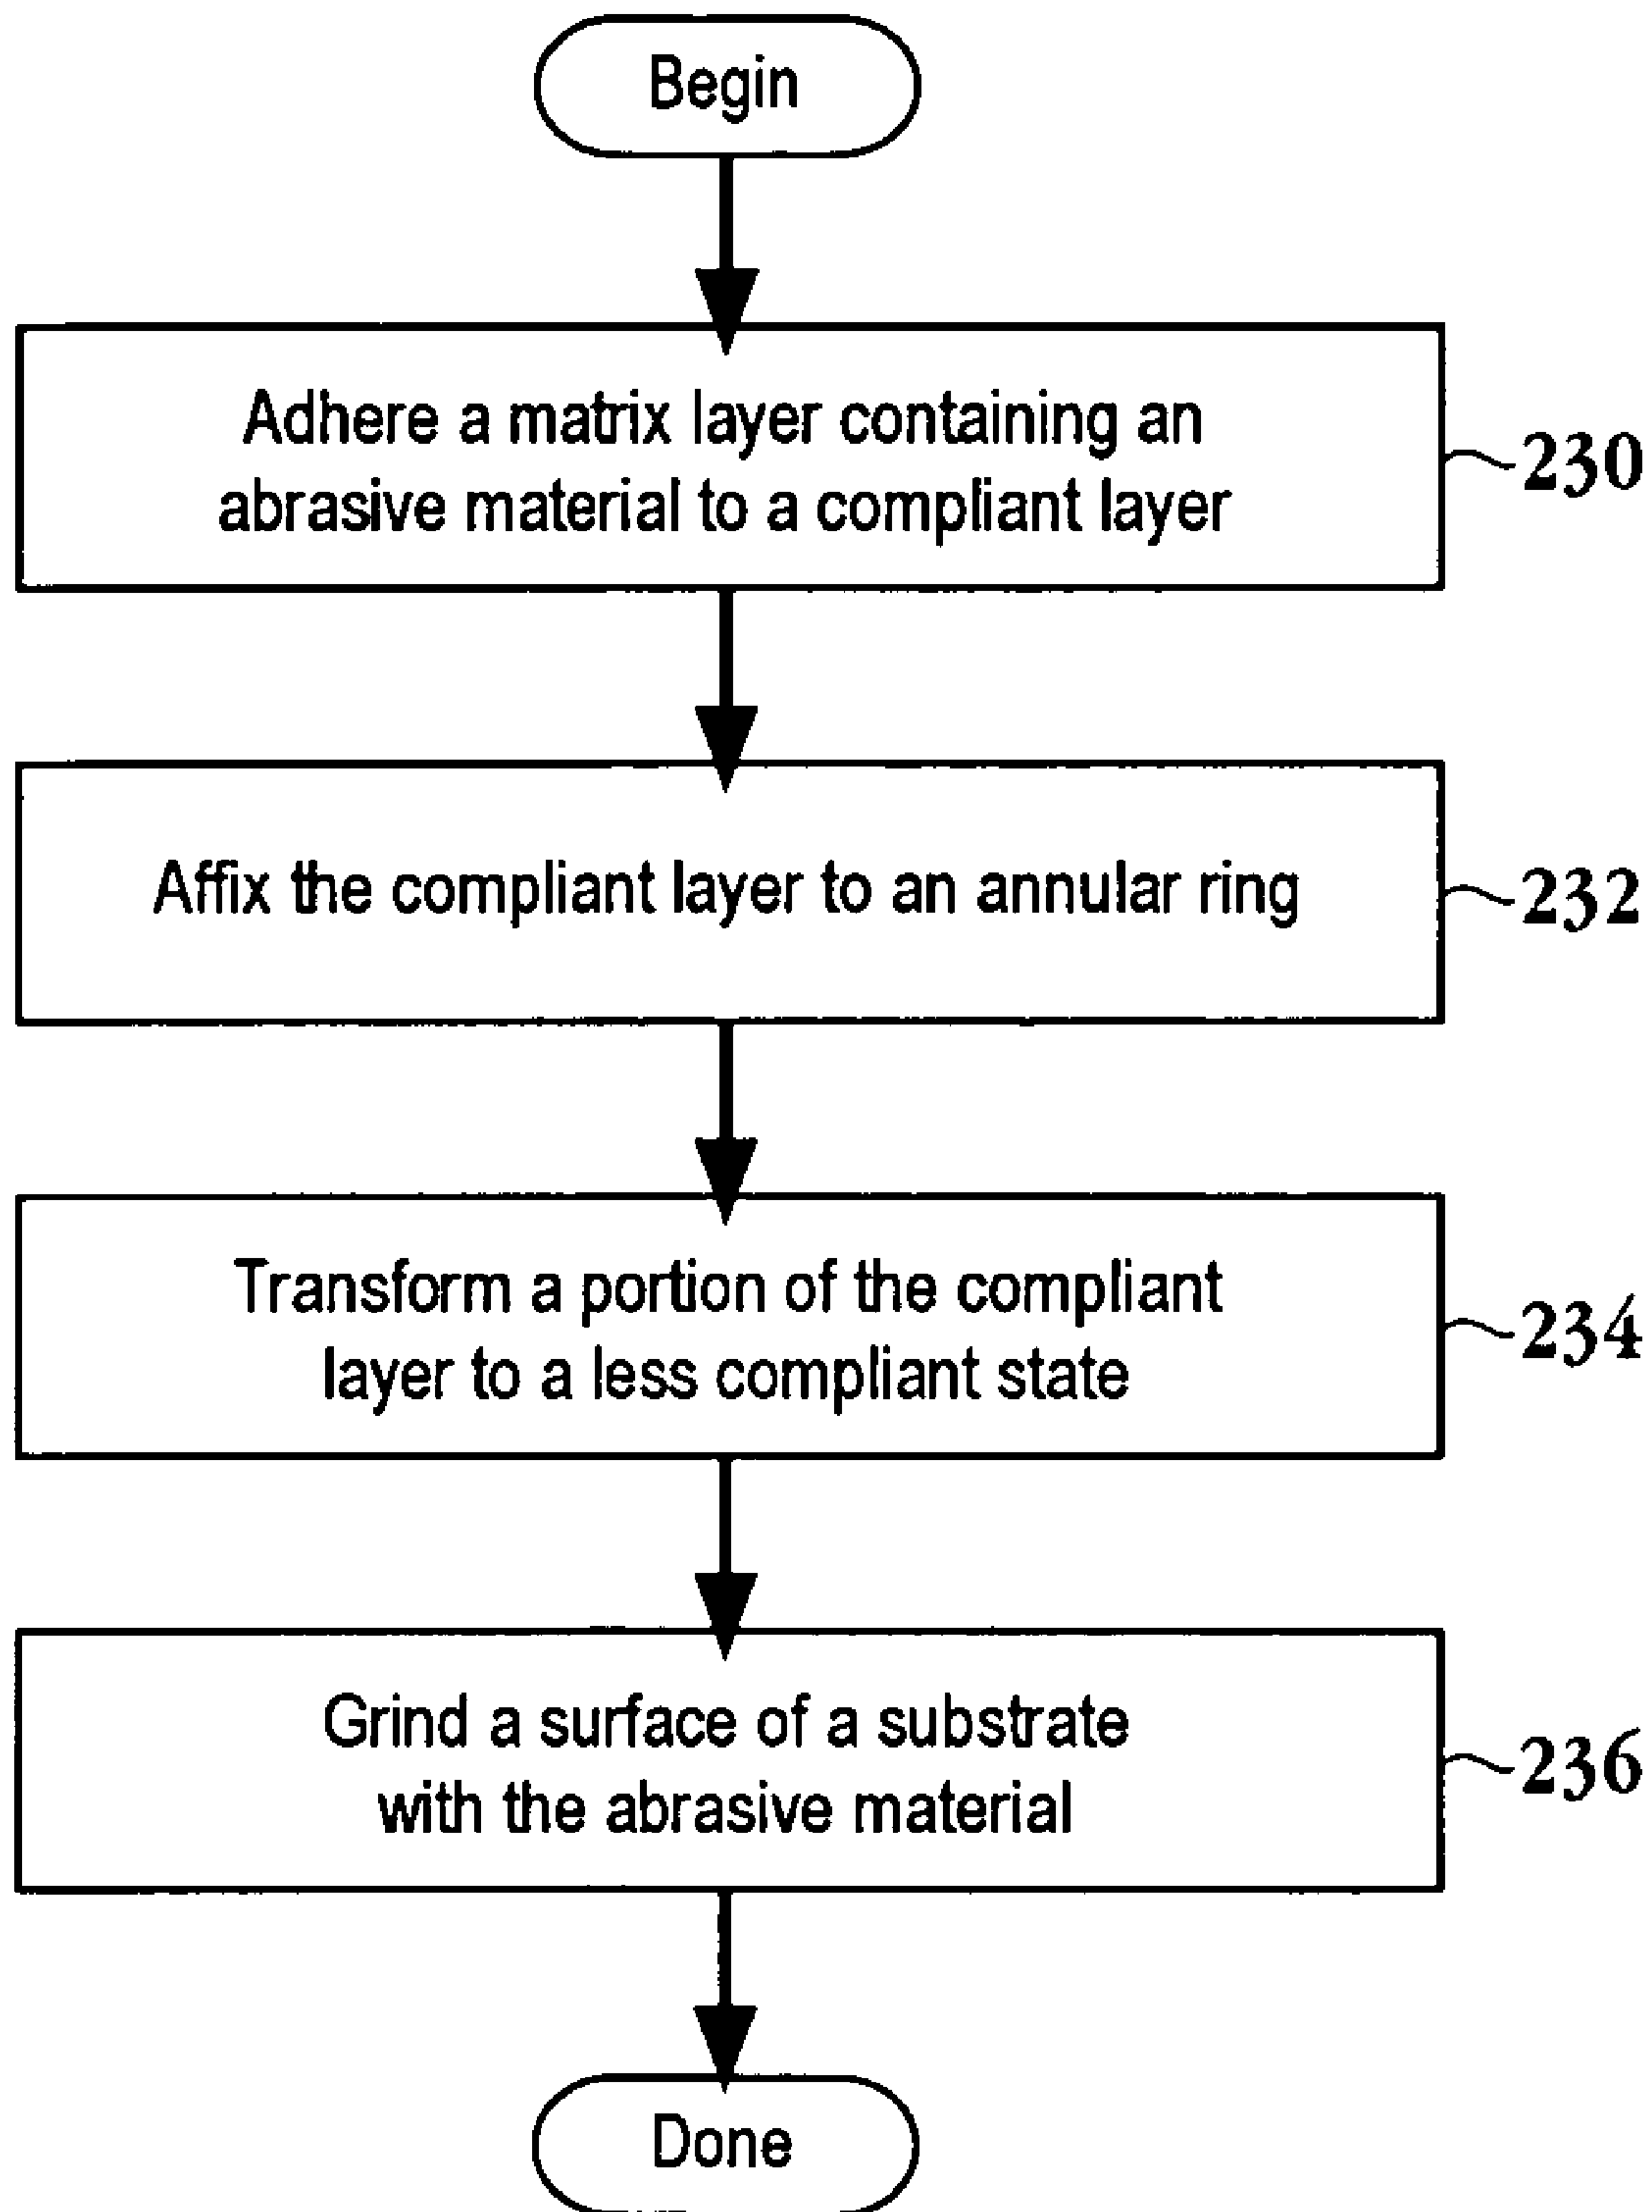 Begin
Adhere a matrix layer containing an
abrasive material to a compliant layer
230
Affix the compliant layer to an annular ring
232
Transform a portion of the compliant
layer to a less compliant state
234
Grind a surface of a substrate
with the abrasive material
236
Done